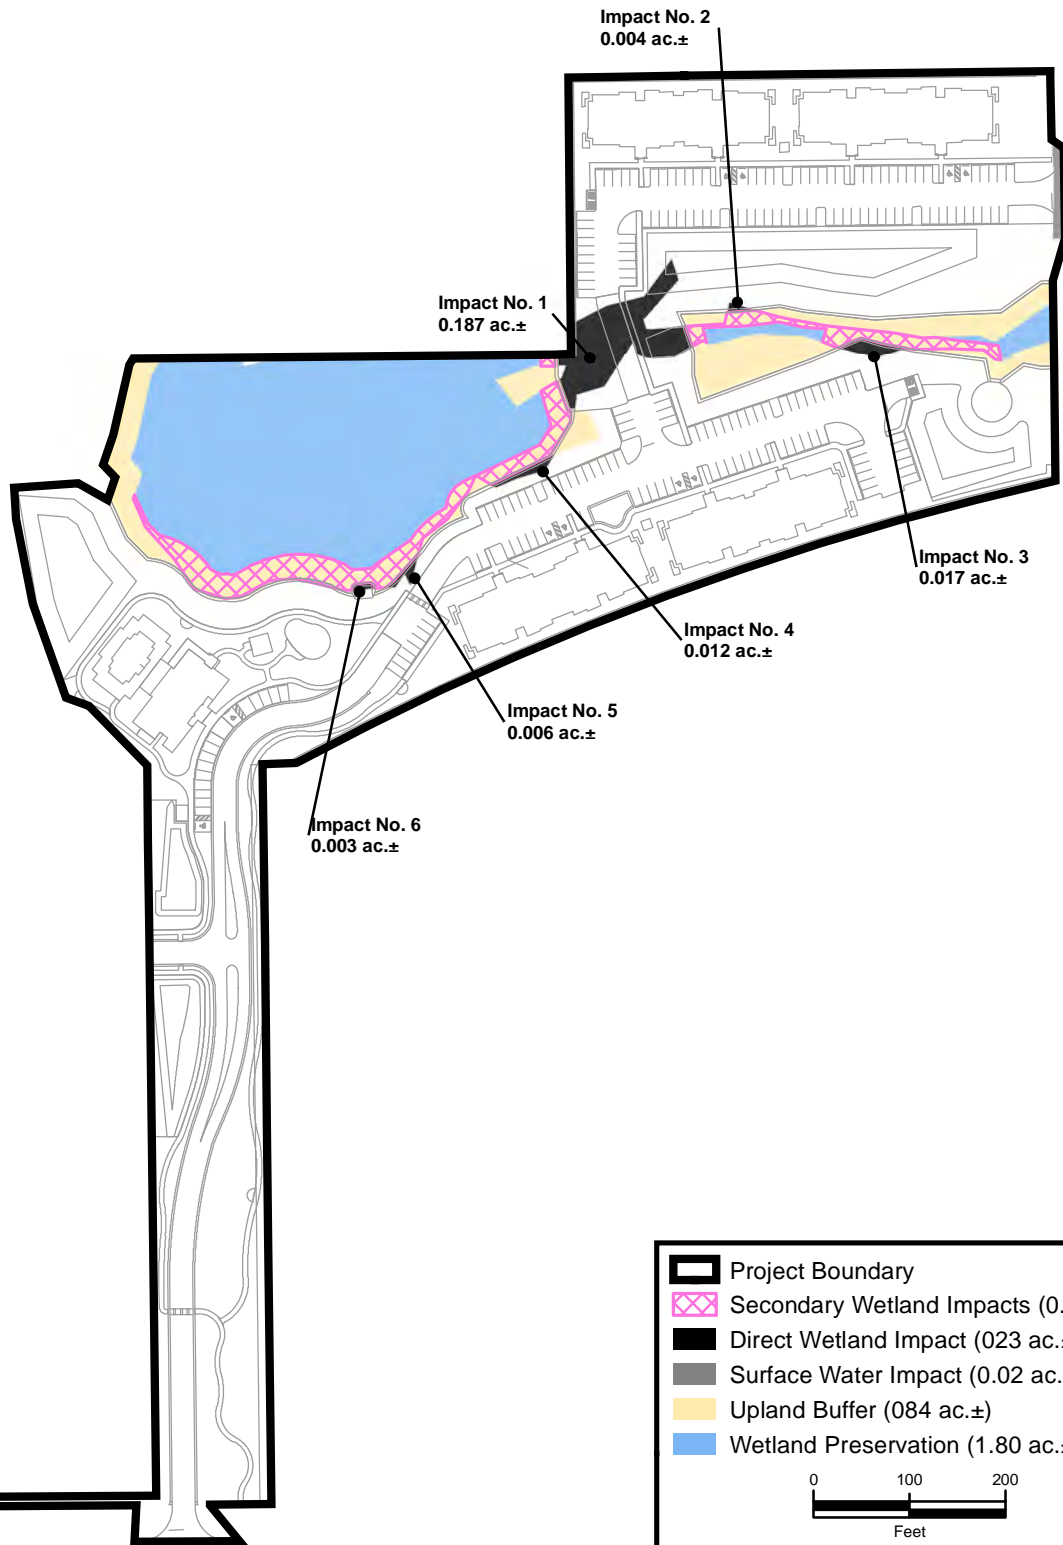 Impact No. 2
0.004 ac.±
Impact No. 1
0.187 ac.±
Impact No. 3
0.017 ac.±
Impact No. 4
0.012 ac.±
Impact No. 5
0.006 ac.±
Impact No. 6
0.003 ac.±
Project Boundary
Secondary Wetland Impacts (0.
Direct Wetland Impact (023 ac.±
Surface Water Impact (0.02 ac.
Upland Buffer (084 ac.±)
Wetland Preservation (1.80 ac.±
0 100 200
Feet